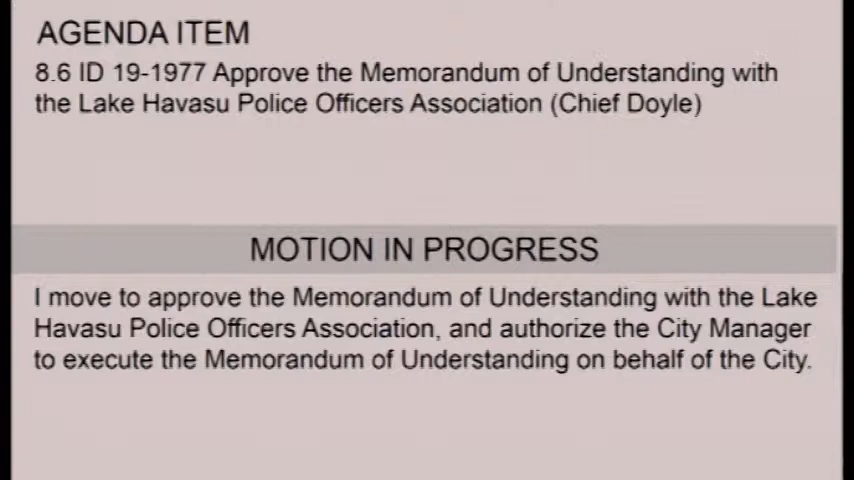 AGENDA ITEM
8.6 ID 19-1977 Approve the Memorandum of Understanding with
the Lake Havasu Police Officers Association (Chief Doyle)
MOTION IN PROGRESS
I move to approve the Memorandum of Understanding with the Lake
Havasu Police Officers Association, and authorize the City Manager
to execute the Memorandum of Understanding on behalf of the City.